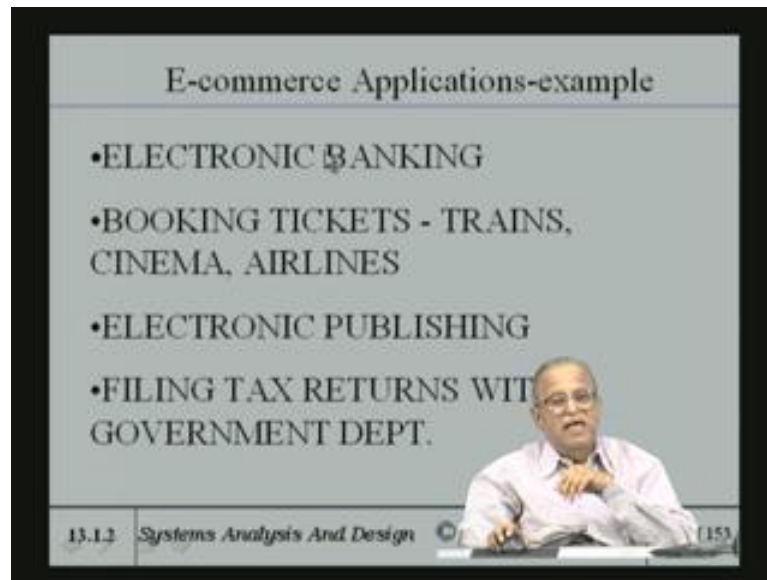 E-commerce Applications-example
•ELECTRONIC BANKING
•BOOKING TICKETS - TRAINS,
CINEMA, AIRLINES
•ELECTRONIC PUBLISHING
•FILING TAX RETURNS WIT
GOVERNMENT DEPT.
13.1.2 Systems Analysis And Design ©